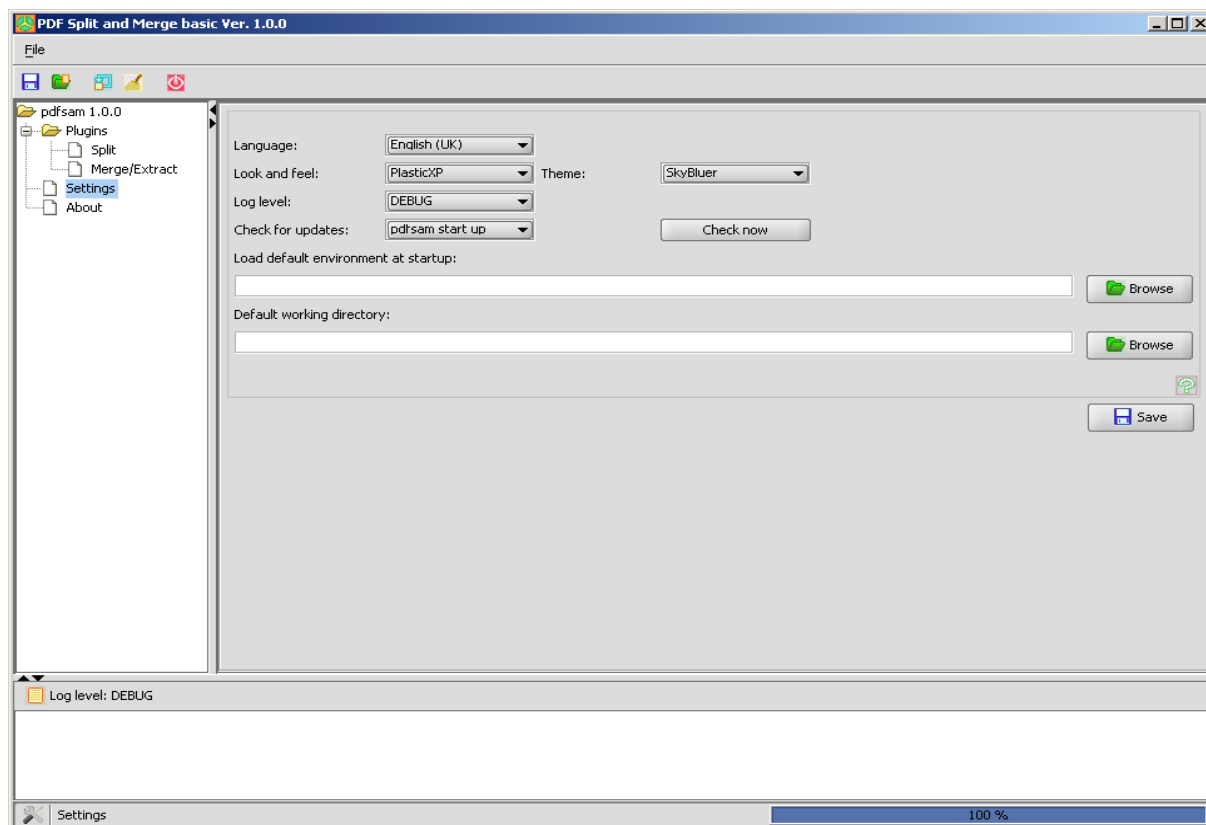 PDF Split and Merge basic Ver. 1.0.0
File
pdfsam 1.0.0
Plugins
Split
Merge/Extract
Settings
About
Language: English (UK)
Look and feel: PlasticXP Theme: SkyBluer
Log level: DEBUG
Check for updates: pdfsam start up Check now
Load default environment at startup:
Browse
Default working directory:
Browse
Save
Log level: DEBUG
Settings 100 %